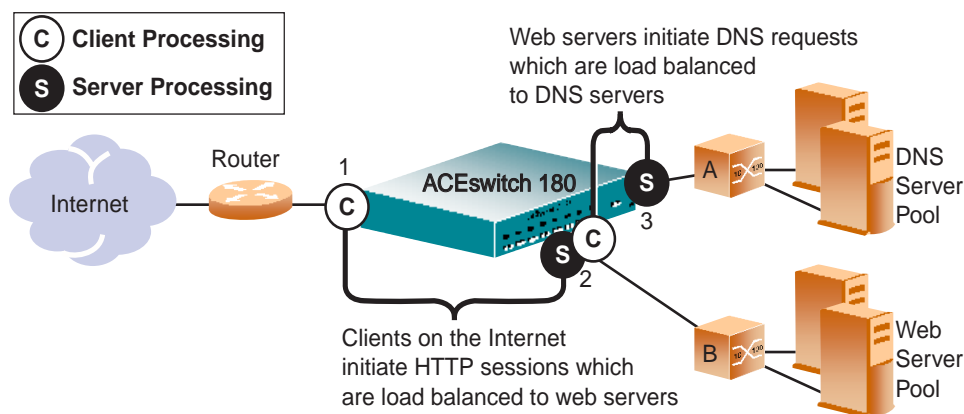 C Client Processing
S Server Processing
Web servers initiate DNS requests
which are load balanced
to DNS servers
Internet
Router
1
C
ACEswitch 180
S
3
A
DNS
Server
Pool
S
C
2
B
Web
Server
Pool
Clients on the Internet
initiate HTTP sessions which
are load balanced to web servers